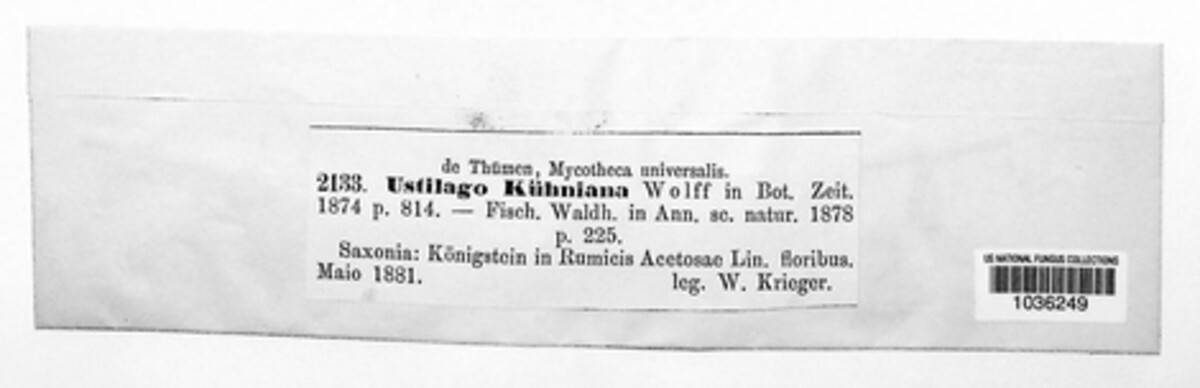 de Thümen, Mycotheca universalis.
2133. Ustilago Kühniana Wolff in Bot. Zeit.
1874 p. 814. — Fisch. Waldh. in Ann. sc. natur. 1878
p. 225.
Saxonia: Königstein in Rumicis Acetosae Lin. floribus.
Maio 1881. leg. W. Krieger.
US NATIONAL FUNGUS COLLECTIONS
1036249